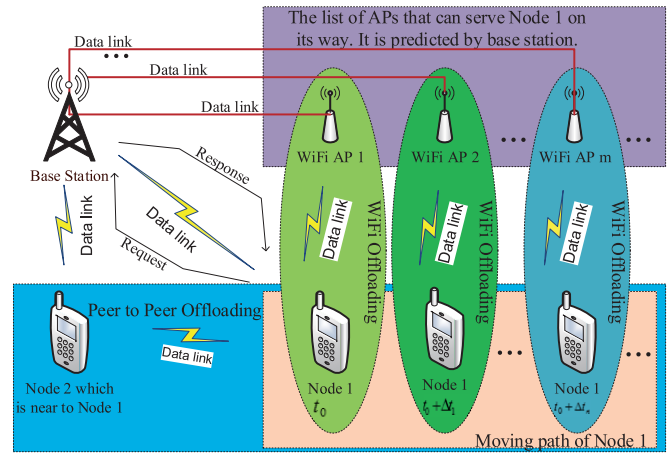 The list of APs that can serve Node 1 on
its way. It is predicted by base station.
Data link
...
Data link
Data link
WiFi AP 1
WiFi AP 2
...
WiFi AP m
...
Base Station
Response
Data link
Request
Data link
Data link
WiFi Offloading
Data link
WiFi Offloading
Data link
WiFi Offloading
Peer to Peer Offloading
Data link
...
...
Node 2 which
is near to Node 1
Node 1
t₀
Node 1
t₀+Δt₁
Node 1
t₀+Δtₙ
Moving path of Node 1